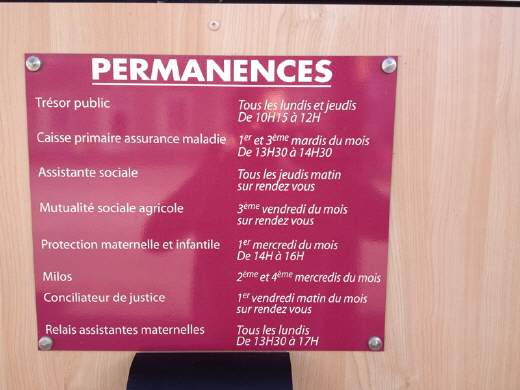 PERMANENCES
Trésor public Tous les lundis et jeudis
De 10H15 à 12H
Caisse primaire assurance maladie 1er et 3ème mardis du mois
De 13H30 à 14H30
Assistante sociale Tous les jeudis matin
sur rendez vous
Mutualité sociale agricole 3ème vendredi du mois
sur rendez vous
Protection maternelle et infantile 1er mercredi du mois
De 14H à 16H
Milos 2ème et 4ème mercredis du mois
Conciliateur de justice 1er vendredi matin du mois
sur rendez vous
Relais assistantes maternelles Tous les lundis
De 13H30 à 17H